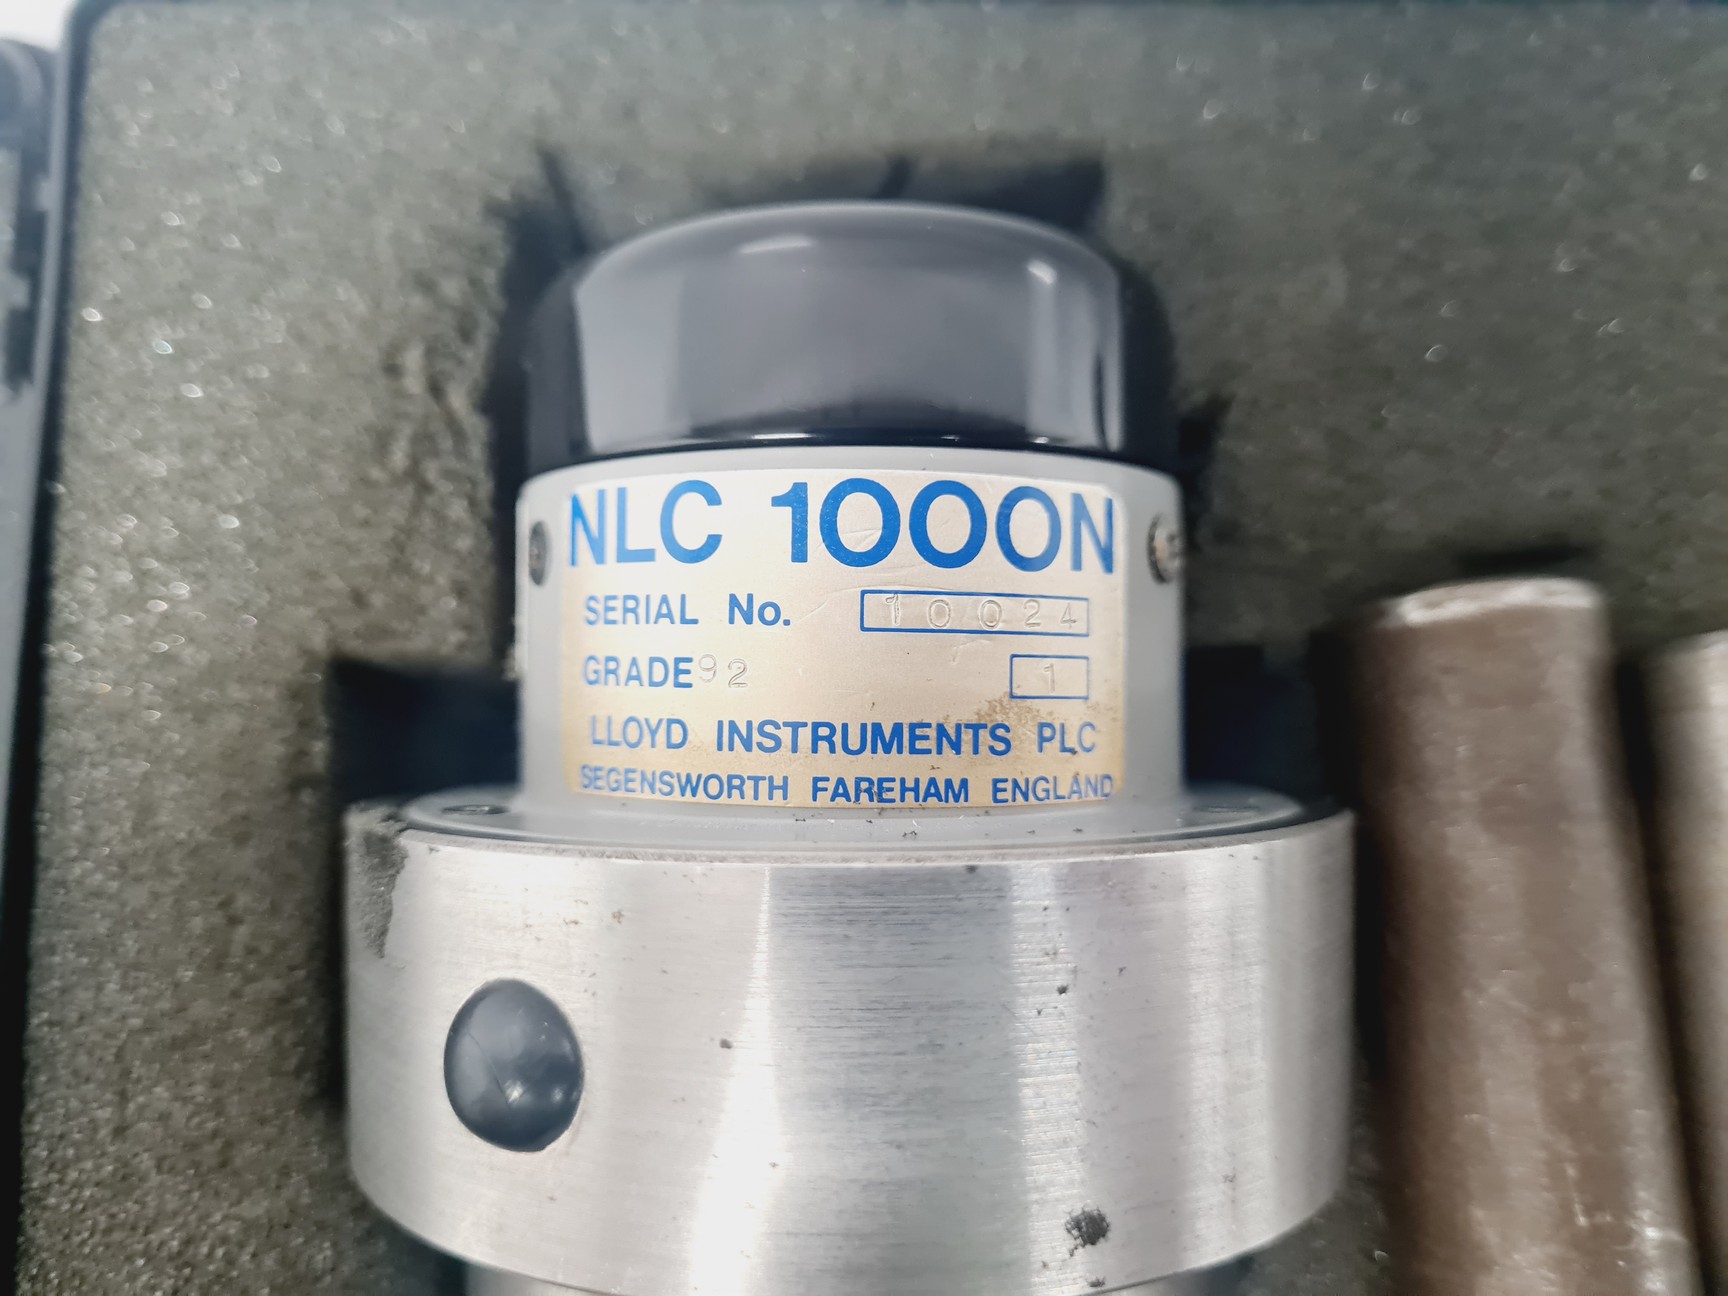 NLC 1000N
SERIAL No. 10024
GRADE 92 1
LLOYD INSTRUMENTS PLC
SEGENSWORTH FAREHAM ENGLAND